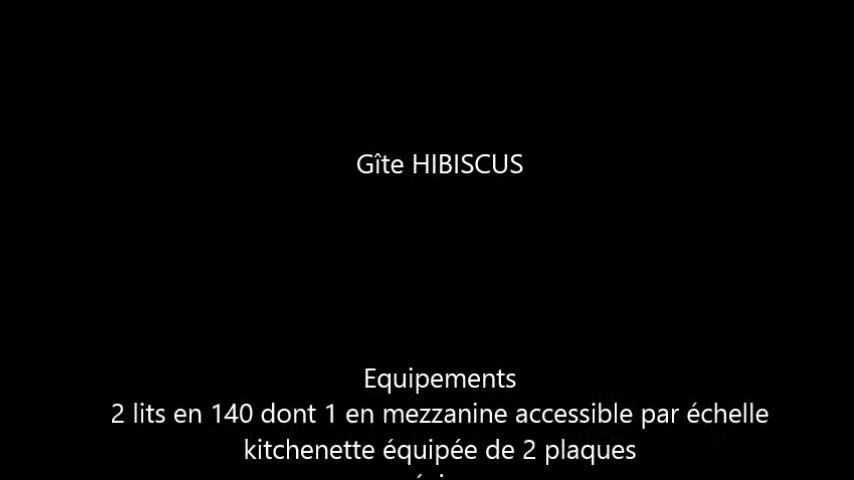 Gîte HIBISCUS
Equipements
2 lits en 140 dont 1 en mezzanine accessible par échelle
kitchenette équipée de 2 plaques